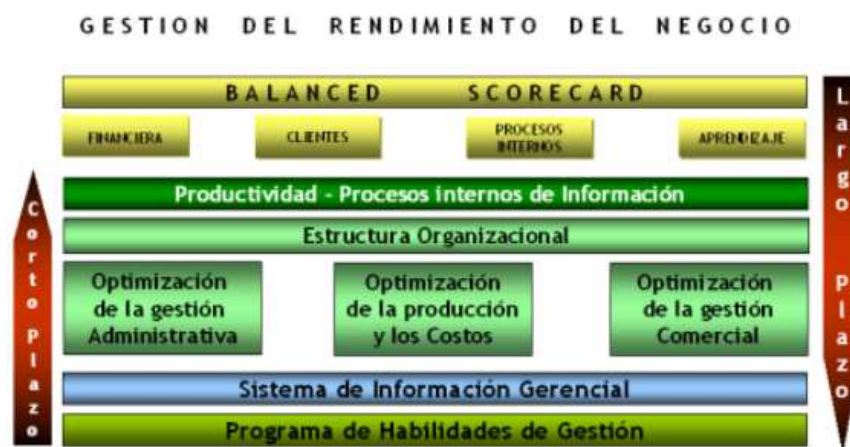 GESTION DEL RENDIMIENTO DEL NEGOCIO
BALANCED SCORECARD
FINANCIERA
CLIENTES
PROCESOS
INTERNOS
APRENDIZAJE
Productividad - Procesos internos de Información
Estructura Organizacional
Optimización
de la gestión
Administrativa
Optimización
de la producción
y los Costos
Optimización
de la gestión
Comercial
Sistema de Información Gerencial
Programa de Habilidades de Gestión
Corto Plazo
Largo Plazo